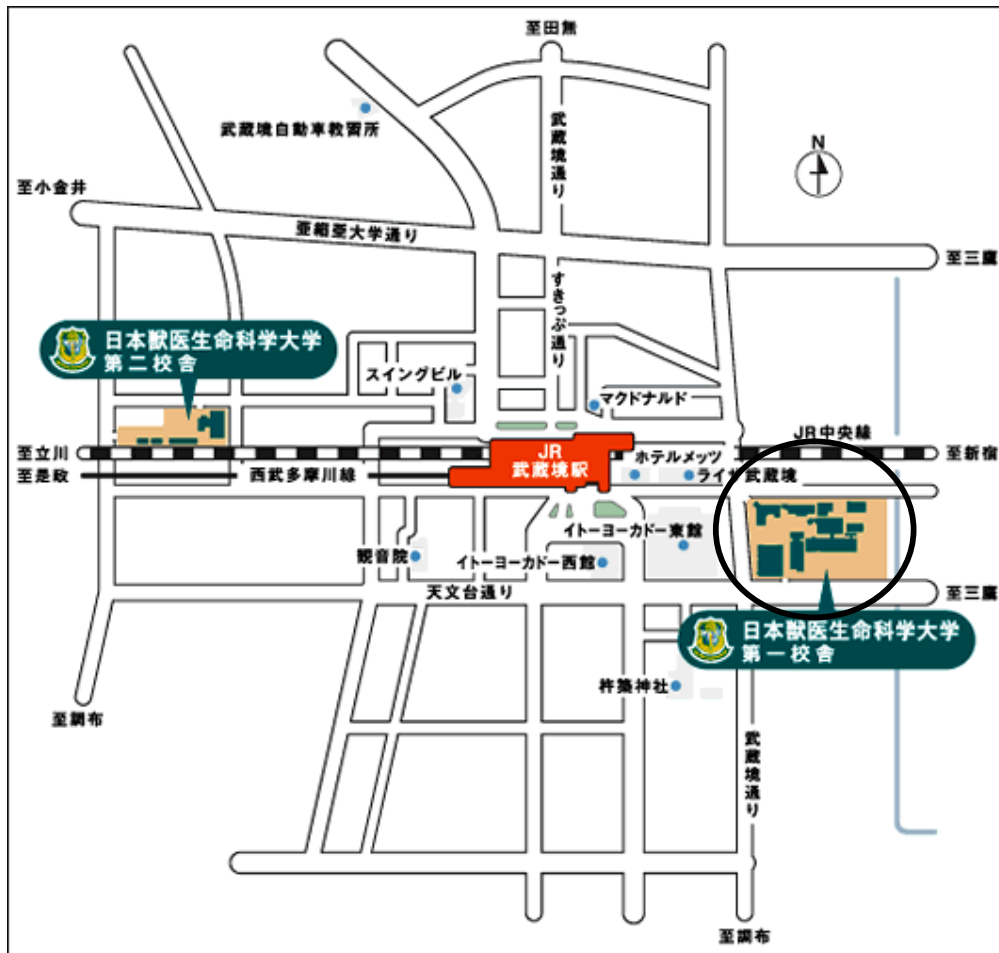 至田無
武蔵境自動車教習所
武蔵境通り
N
至小金井
亜細亜大学通り
至三鷹
すきっぷ通り
日本獣医生命科学大学
第二校舎
スイングビル
マクドナルド
JR中央線
至立川
JR
武蔵境駅
ホテルメッツ
至新宿
至是政
西武多摩川線
ライザ武蔵境
イトーヨーカドー東館
観音院
イトーヨーカドー西館
天文台通り
至三鷹
日本獣医生命科学大学
第一校舎
杵築神社
至調布
武蔵境通り
至調布